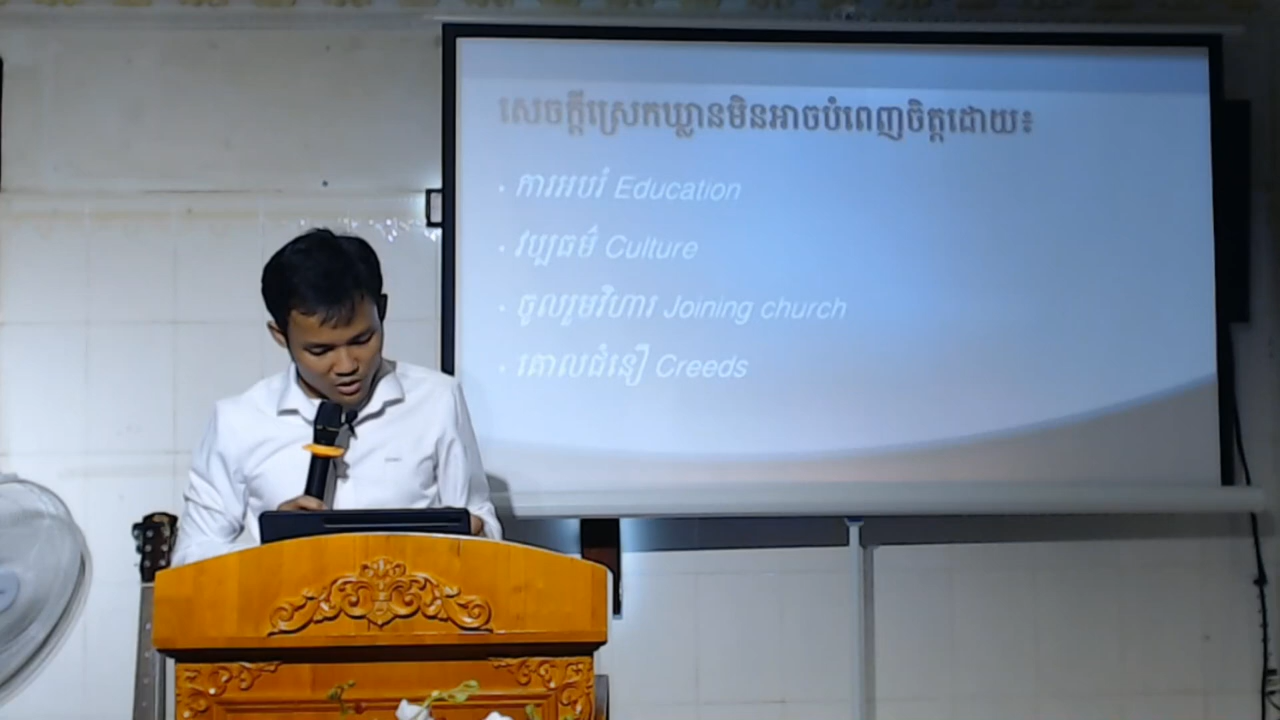 សេចក្ដីស្រេកឃ្លានមិនអាចបំពេញចិត្តដោយ៖
• ការអបរំ Education
• វប្បធម៌ Culture
• ចូលរួមវិហារ Joining church
• គោលជំនឿ Creeds